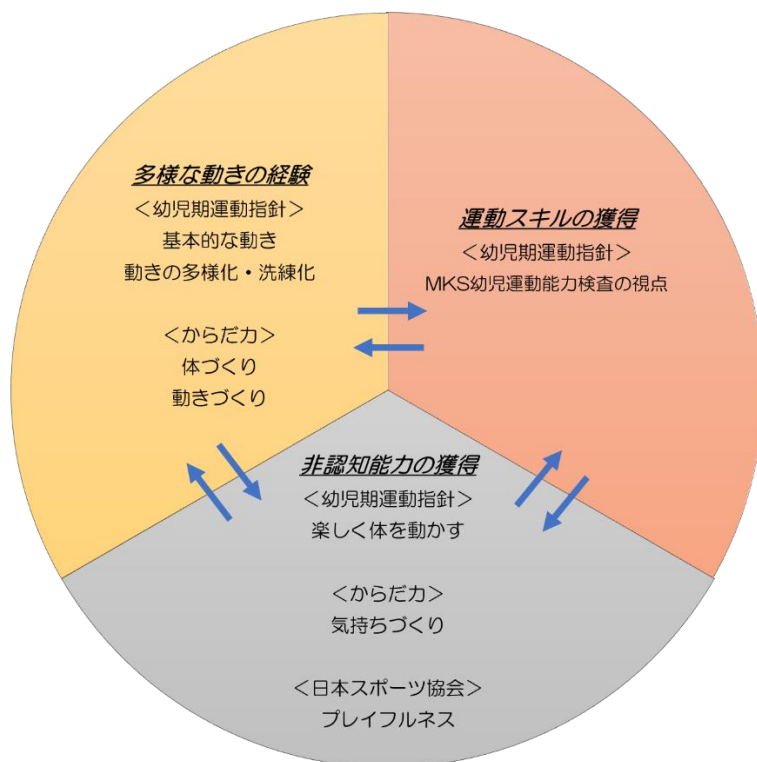 多様な動きの経験
＜幼児期運動指針＞
基本的な動き
動きの多様化・洗練化
＜からだ力＞
体づくり
動きづくり
運動スキルの獲得
＜幼児期運動指針＞
MKS幼児運動能力検査の視点
非認知能力の獲得
＜幼児期運動指針＞
楽しく体を動かす
＜からだ力＞
気持ちづくり
＜日本スポーツ協会＞
プレイフルネス